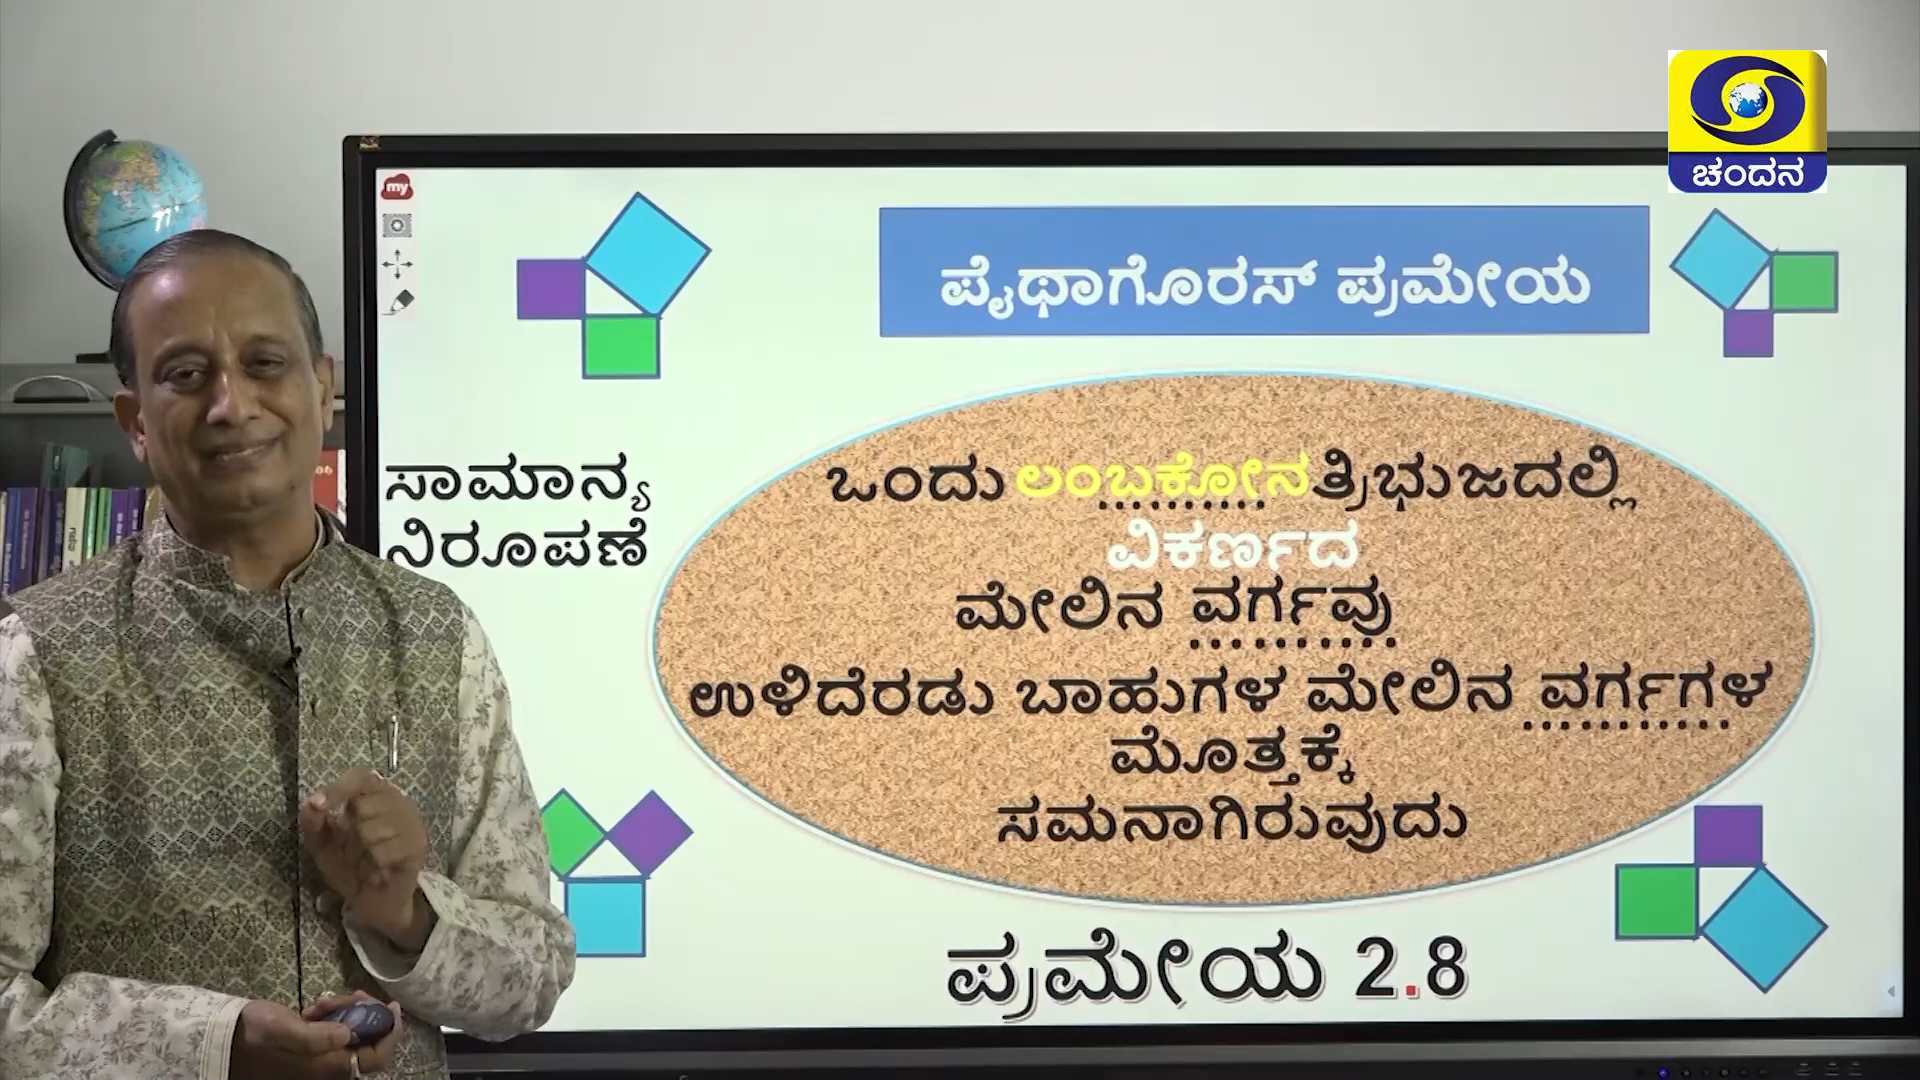 ಚಂದನ
my
ಪೈಥಾಗೊರಸ್ ಪ್ರಮೇಯ
ಸಾಮಾನ್ಯ
ನಿರೂಪಣೆ
ಒಂದು ಲಂಬಕೋನ ತ್ರಿಭುಜದಲ್ಲಿ
ವಿಕರ್ಣದ
ಮೇಲಿನ ವರ್ಗವು
ಉಳಿದೆರಡು ಬಾಹುಗಳ ಮೇಲಿನ ವರ್ಗಗಳ
ಮೊತ್ತಕ್ಕೆ
ಸಮನಾಗಿರುವುದು
ಪ್ರಮೇಯ 2.8